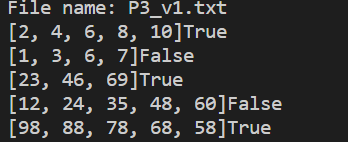 File name: P3_v1.txt
[2, 4, 6, 8, 10]True
[1, 3, 6, 7]False
[23, 46, 69]True
[12, 24, 35, 48, 60]False
[98, 88, 78, 68, 58]True